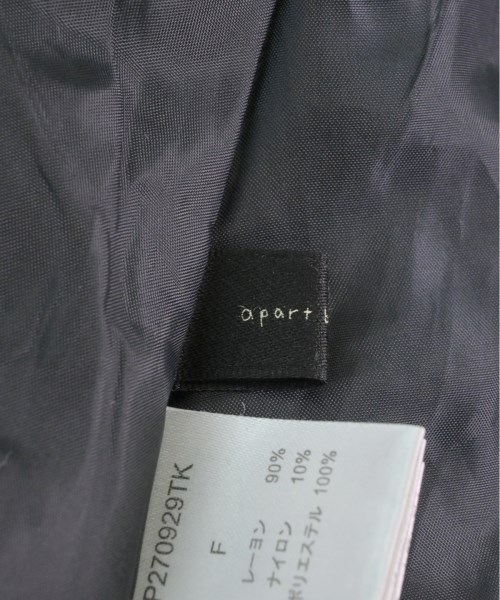 apart
P270929TK
F
レーヨン 90%
ナイロン 10%
ポリエステル 100%